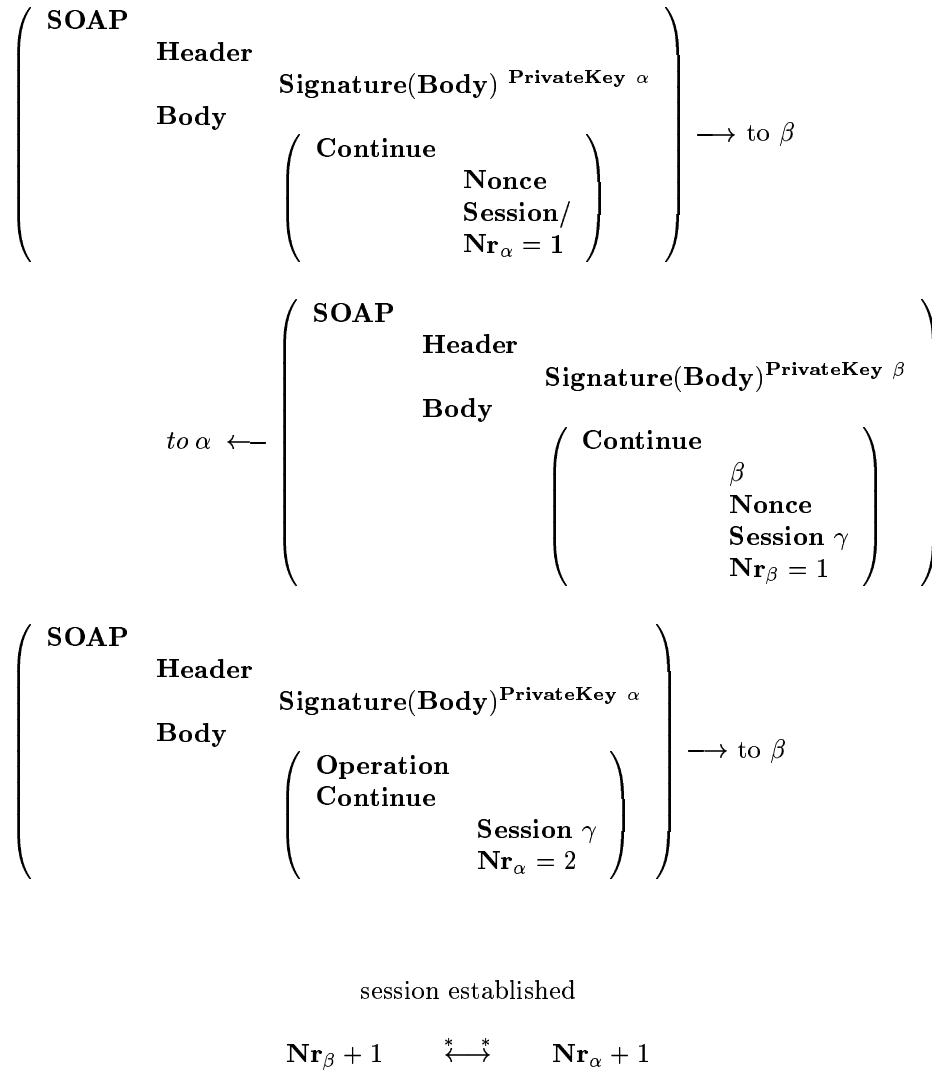 SOAP
Header
Signature(Body) PrivateKey α
Body
Continue
Nonce
Session/
Nrα = 1
⟶ to β
SOAP
Header
Signature(Body)PrivateKey β
Body
to α ⟵
Continue
β
Nonce
Session γ
Nrβ = 1
SOAP
Header
Signature(Body)PrivateKey α
Body
⟶ to β
Operation
Continue
Session γ
Nrα = 2
session established
Nrβ + 1 *⟷* Nrα + 1